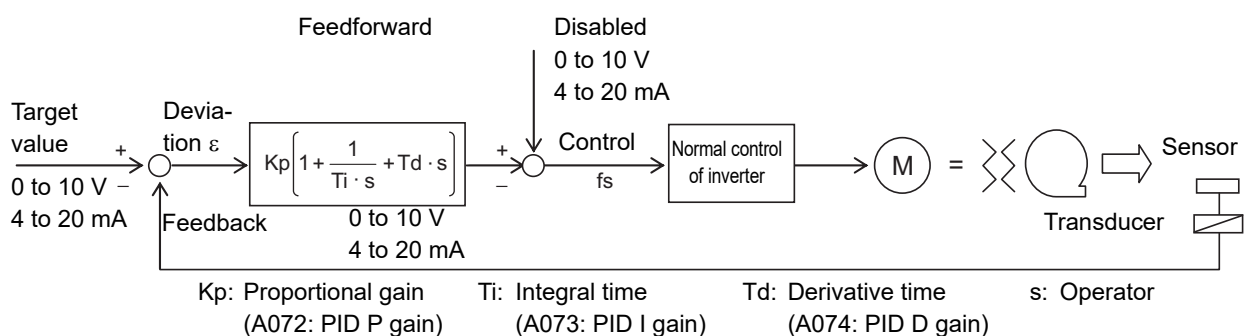 Feedforward
Disabled
0 to 10 V
4 to 20 mA
Target
value
+
−
0 to 10 V
4 to 20 mA
Devia-
tion ε
Feedback
Kp(1 + 1/(Ti · s) + Td · s)
0 to 10 V
4 to 20 mA
+
−
Control
fs
Normal control
of inverter
M
=
Sensor
Transducer
Kp: Proportional gain
(A072: PID P gain)
Ti: Integral time
(A073: PID I gain)
Td: Derivative time
(A074: PID D gain)
s: Operator